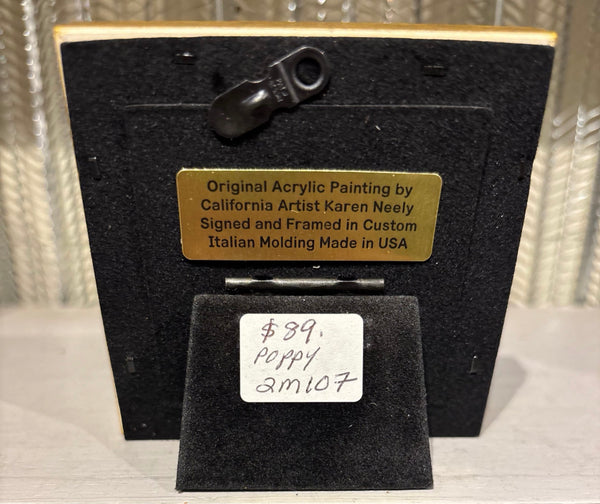 Original Acrylic Painting by
California Artist Karen Neely
Signed and Framed in Custom
Italian Molding Made in USA
$89.
POPPY
2M107